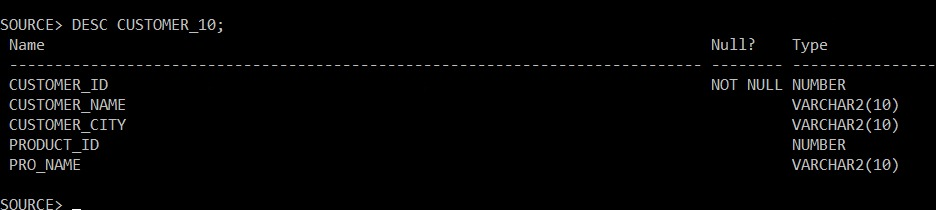 SOURCE> DESC CUSTOMER_10;
Name Null? Type
----------------------------------------------------------------------------- -------- ----------------
CUSTOMER_ID NOT NULL NUMBER
CUSTOMER_NAME VARCHAR2(10)
CUSTOMER_CITY VARCHAR2(10)
PRODUCT_ID NUMBER
PRO_NAME VARCHAR2(10)
SOURCE> _